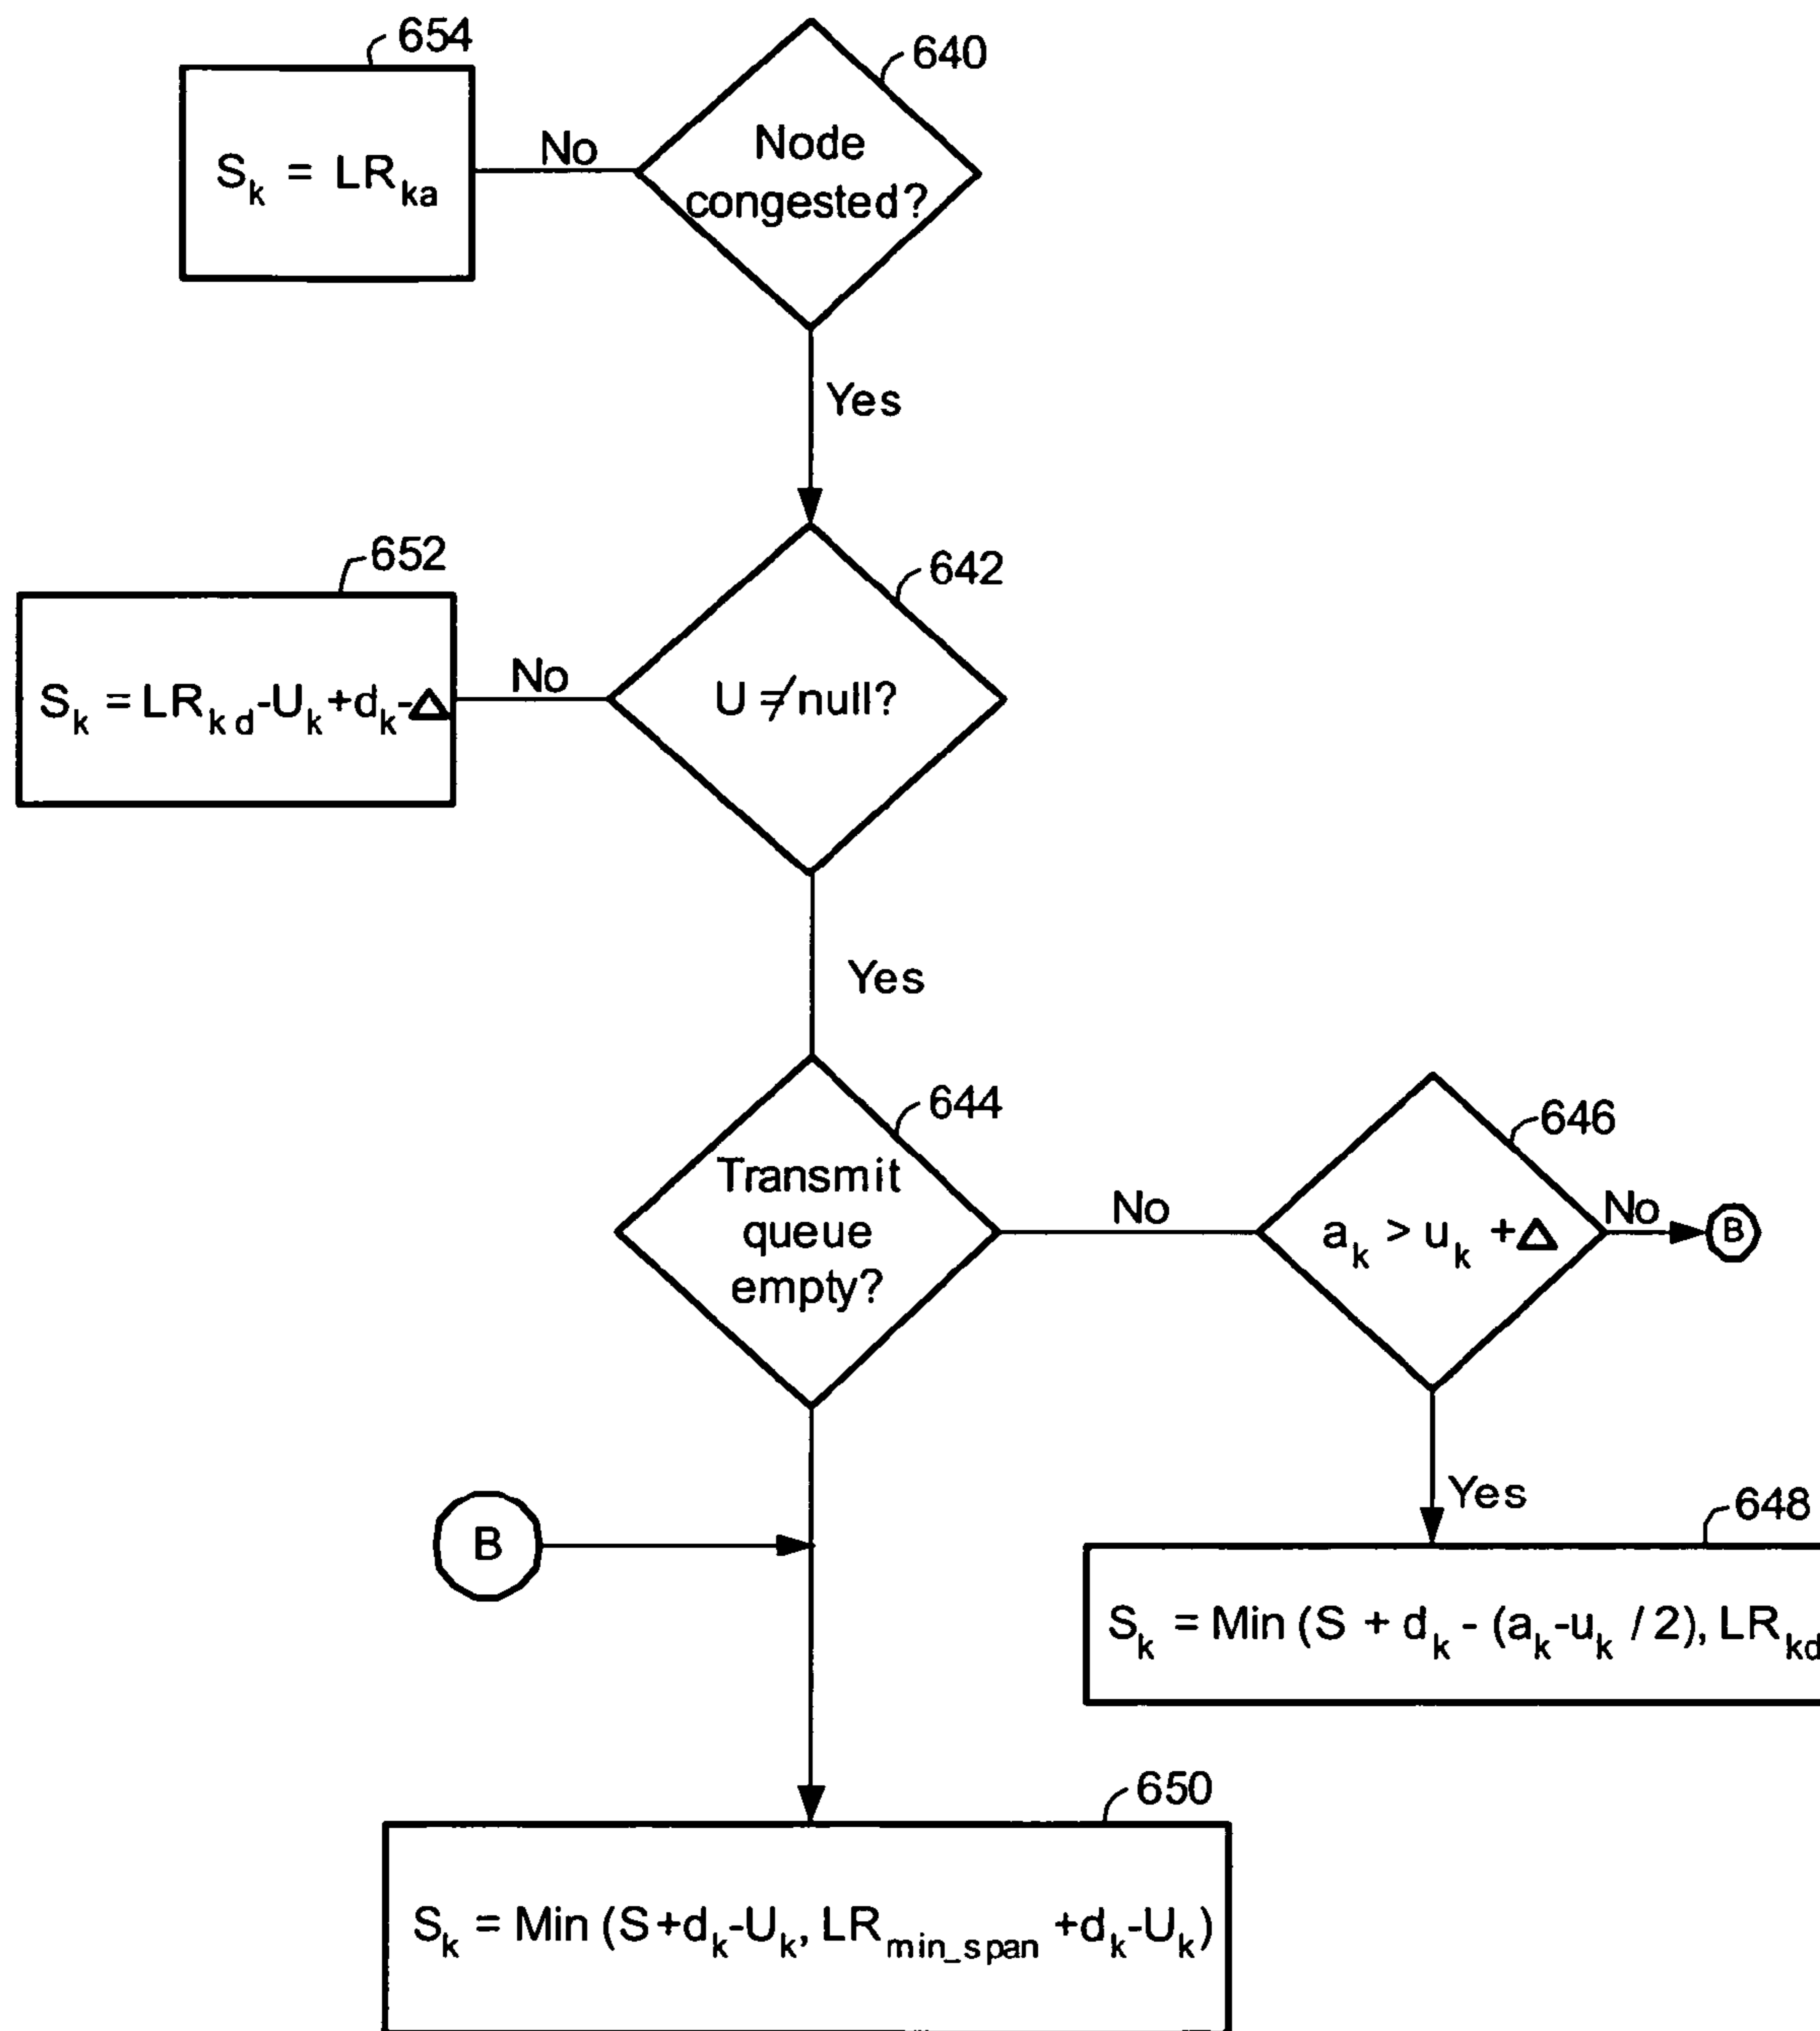 654
640
S_k = LR_ka
No
Node
congested?
Yes
652
642
S_k = LR_kd-U_k+d_k-Δ
No
U ≠ null?
Yes
644
646
Transmit
queue
empty?
No
a_k > u_k +Δ
No
B
Yes
648
B
S_k = Min (S + d_k - (a_k-u_k / 2), LR_kd
650
S_k = Min (S+d_k-U_k, LR_min_span +d_k-U_k)